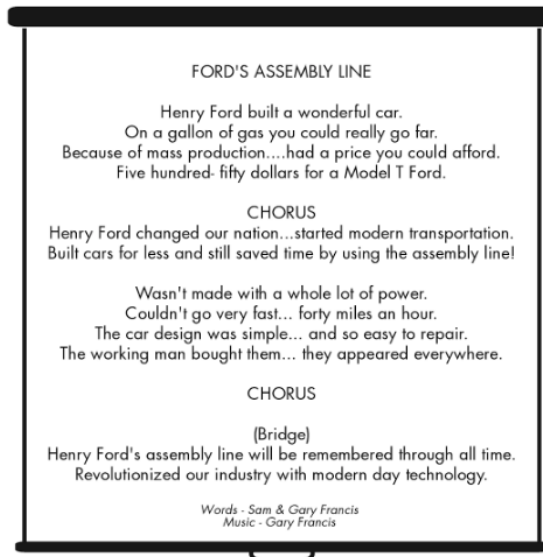 FORD'S ASSEMBLY LINE
Henry Ford built a wonderful car.
On a gallon of gas you could really go far.
Because of mass production....had a price you could afford.
Five hundred- fifty dollars for a Model T Ford.
CHORUS
Henry Ford changed our nation...started modern transportation.
Built cars for less and still saved time by using the assembly line!
Wasn't made with a whole lot of power.
Couldn't go very fast... forty miles an hour.
The car design was simple... and so easy to repair.
The working man bought them... they appeared everywhere.
CHORUS
(Bridge)
Henry Ford's assembly line will be remembered through all time.
Revolutionized our industry with modern day technology.
Words - Sam & Gary Francis
Music - Gary Francis